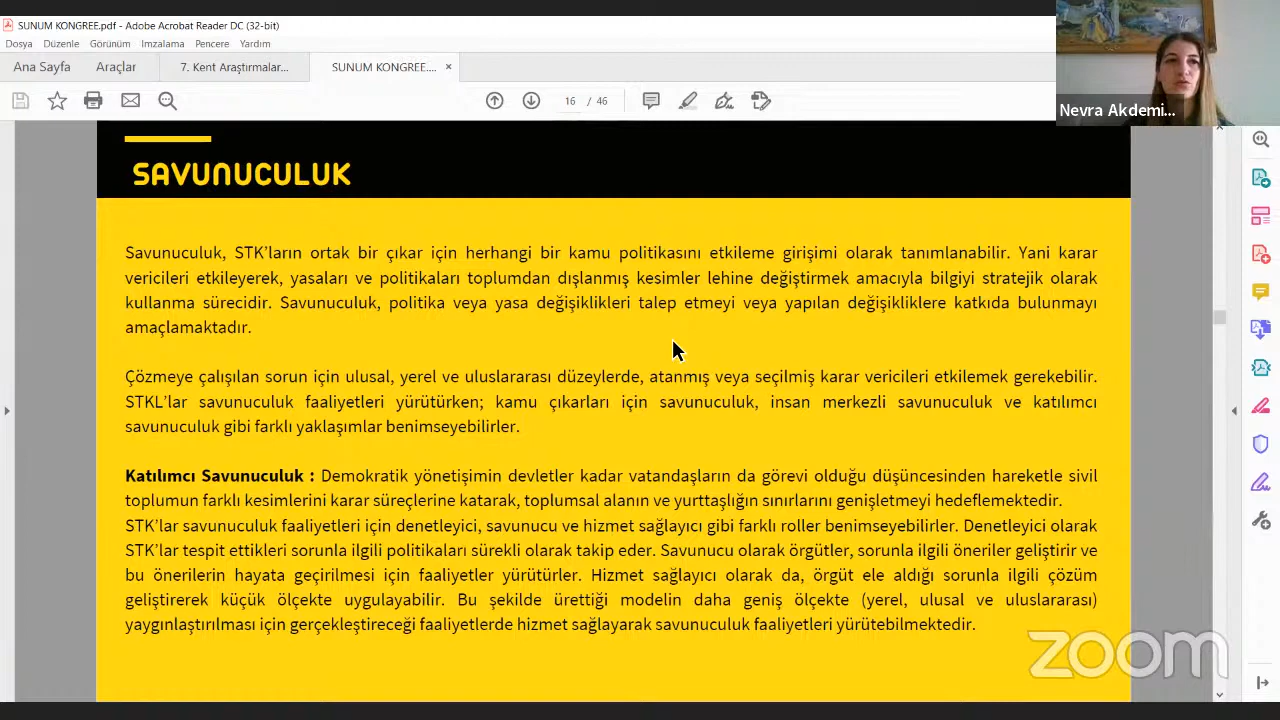 SUNUM KONGREE.pdf - Adobe Acrobat Reader DC (32-bit)
Dosya Düzenle Görünüm Imzalama Pencere Yardım
Ana Sayfa Araçlar 7. Kent Araştırmalar... SUNUM KONGREE.... ×
16 / 46
Nevra Akdemi...
SAVUNUCULUK
Savunuculuk, STK’ların ortak bir çıkar için herhangi bir kamu politikasını etkileme girişimi olarak tanımlanabilir. Yani karar
vericileri etkileyerek, yasaları ve politikaları toplumdan dışlanmış kesimler lehine değiştirmek amacıyla bilgiyi stratejik olarak
kullanma sürecidir. Savunuculuk, politika veya yasa değişiklikleri talep etmeyi veya yapılan değişikliklere katkıda bulunmayı
amaçlamaktadır.
Çözmeye çalışılan sorun için ulusal, yerel ve uluslararası düzeylerde, atanmış veya seçilmiş karar vericileri etkilemek gerekebilir.
STKL’lar savunuculuk faaliyetleri yürütürken; kamu çıkarları için savunuculuk, insan merkezli savunuculuk ve katılımcı
savunuculuk gibi farklı yaklaşımlar benimseyebilirler.
Katılımcı Savunuculuk : Demokratik yönetişimin devletler kadar vatandaşların da görevi olduğu düşüncesinden hareketle sivil
toplumun farklı kesimlerini karar süreçlerine katarak, toplumsal alanın ve yurttaşlığın sınırlarını genişletmeyi hedeflemektedir.
STK’lar savunuculuk faaliyetleri için denetleyici, savunucu ve hizmet sağlayıcı gibi farklı roller benimseyebilirler. Denetleyici olarak
STK’lar tespit ettikleri sorunla ilgili politikaları sürekli olarak takip eder. Savunucu olarak örgütler, sorunla ilgili öneriler geliştirir ve
bu önerilerin hayata geçirilmesi için faaliyetler yürütürler. Hizmet sağlayıcı olarak da, örgüt ele aldığı sorunla ilgili çözüm
geliştirerek küçük ölçekte uygulayabilir. Bu şekilde ürettiği modelin daha geniş ölçekte (yerel, ulusal ve uluslararası)
yaygınlaştırılması için gerçekleştireceği faaliyetlerde hizmet sağlayarak savunuculuk faaliyetleri yürütebilmektedir.
zoom